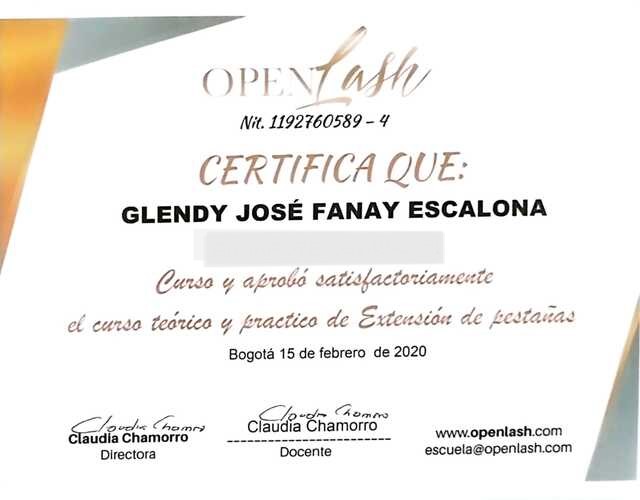 OPEN Lash
Nit. 1192760589 – 4
CERTIFICA QUE:
GLENDY JOSÉ FANAY ESCALONA
Curso y aprobó satisfactoriamente
el curso teórico y practico de Extensión de pestañas
Bogotá 15 de febrero de 2020
Claudia Chamorro
Claudia Chamorro
Directora
Claudia Chamorro
Claudia Chamorro
Docente
www.openlash.com
escuela@openlash.com